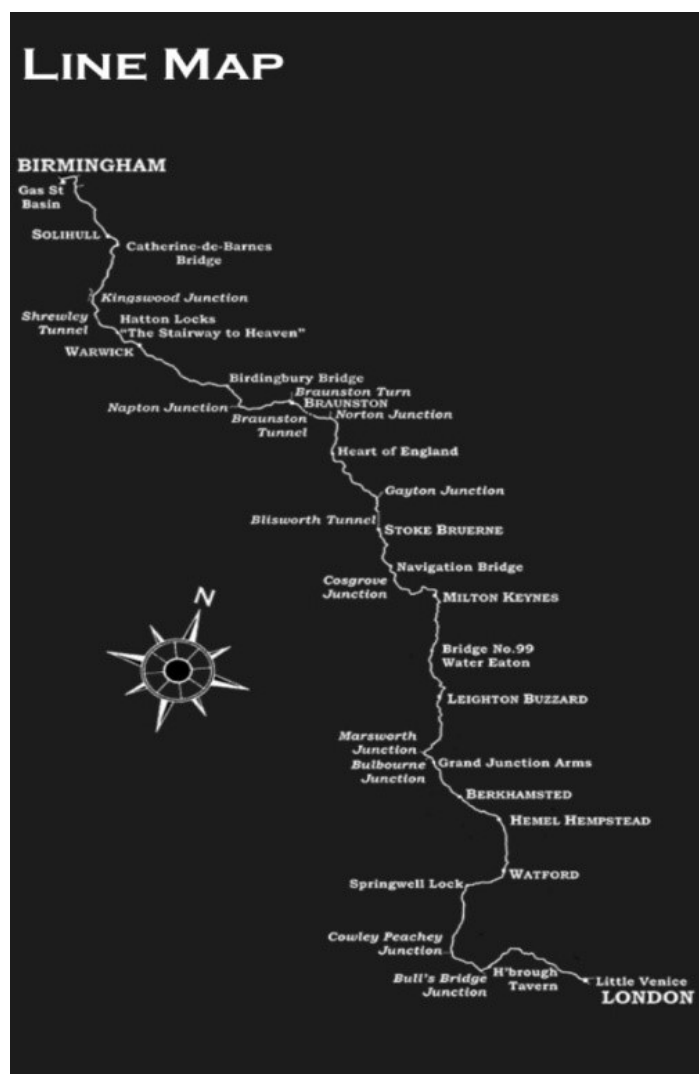 LINE MAP
BIRMINGHAM
Gas St
Basin
SOLIHULL
Catherine-de-Barnes
Bridge
Kingswood Junction
Shrewley
Tunnel
Hatton Locks
"The Stairway to Heaven"
WARWICK
Birdingbury Bridge
Braunston Turn
BRAUNSTON
Napton Junction
Braunston
Tunnel
Norton Junction
Heart of England
Gayton Junction
Blisworth Tunnel
STOKE BRUERNE
Navigation Bridge
Cosgrove
Junction
MILTON KEYNES
N
Bridge No.99
Water Eaton
LEIGHTON BUZZARD
Marsworth
Junction
Bulbourne
Junction
Grand Junction Arms
BERKHAMSTED
HEMEL HEMPSTEAD
WATFORD
Springwell Lock
Cowley Peachey
Junction
Bull's Bridge
Junction
H'brough
Tavern
Little Venice
LONDON